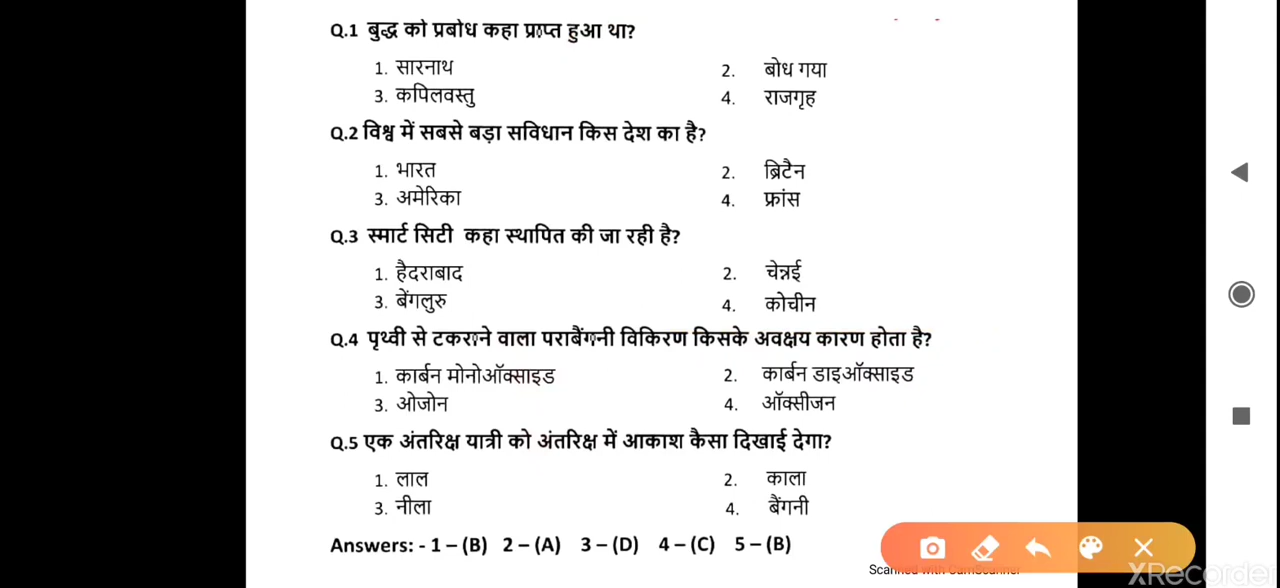 Q.1 बुद्ध को प्रबोध कहा प्राप्त हुआ था?
1. सारनाथ 2. बोध गया
3. कपिलवस्तु 4. राजगृह
Q.2 विश्व में सबसे बड़ा सविधान किस देश का है?
1. भारत 2. ब्रिटैन
3. अमेरिका 4. फ्रांस
Q.3 स्मार्ट सिटी कहा स्थापित की जा रही है?
1. हैदराबाद 2. चेन्नई
3. बेंगलुरु 4. कोचीन
Q.4 पृथ्वी से टकराने वाला पराबैंगनी विकिरण किसके अवक्षय कारण होता है?
1. कार्बन मोनोऑक्साइड 2. कार्बन डाइऑक्साइड
3. ओजोन 4. ऑक्सीजन
Q.5 एक अंतरिक्ष यात्री को अंतरिक्ष में आकाश कैसा दिखाई देगा?
1. लाल 2. काला
3. नीला 4. बैंगनी
Answers: - 1 – (B) 2 – (A) 3 – (D) 4 – (C) 5 – (B)
Scanned with CamScanner
XRecorder